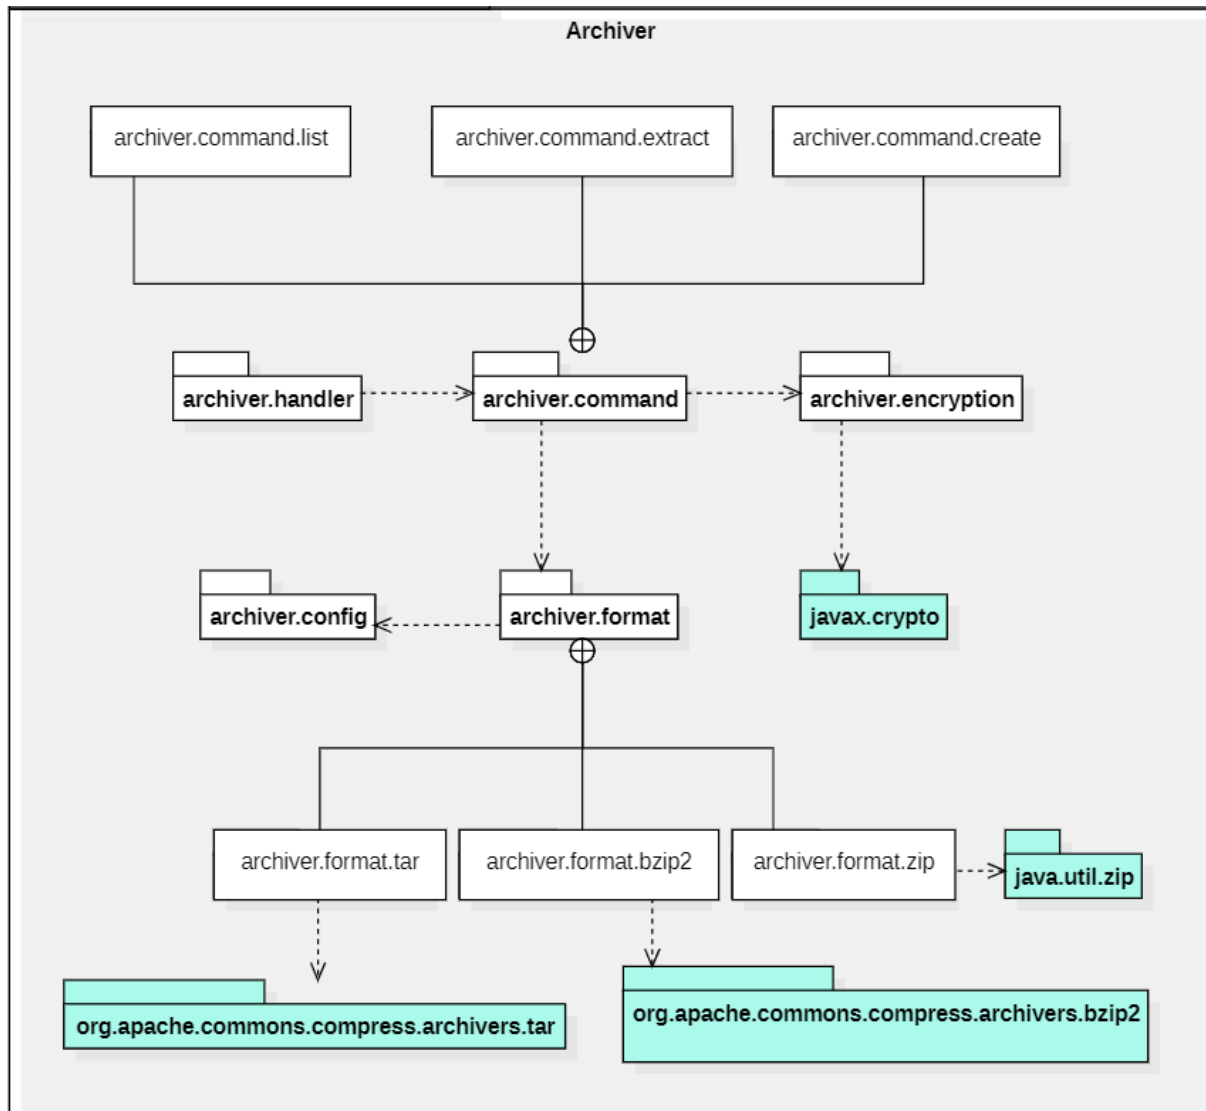 Archiver
archiver.command.list
archiver.command.extract
archiver.command.create
archiver.handler
archiver.command
archiver.encryption
archiver.config
archiver.format
javax.crypto
archiver.format.tar
archiver.format.bzip2
archiver.format.zip
java.util.zip
org.apache.commons.compress.archivers.tar
org.apache.commons.compress.archivers.bzip2